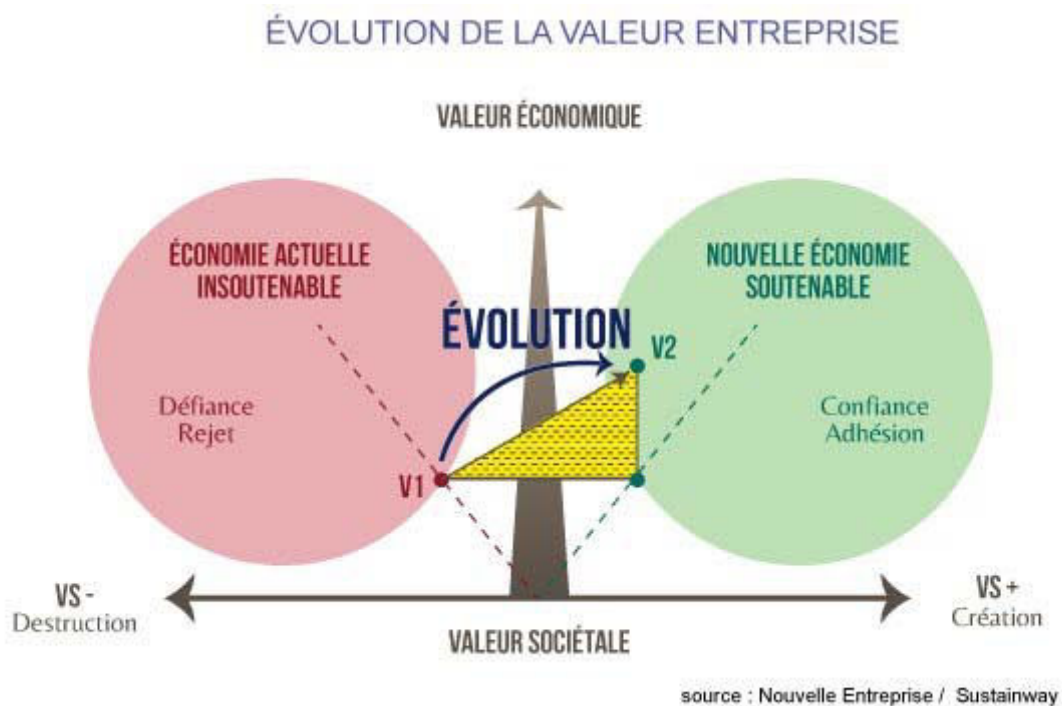 ÉVOLUTION DE LA VALEUR ENTREPRISE
VALEUR ÉCONOMIQUE
ÉCONOMIE ACTUELLE
INSOUTENABLE
NOUVELLE ÉCONOMIE
SOUTENABLE
ÉVOLUTION
V2
Défiance
Rejet
Confiance
Adhésion
V1
VS -
Destruction
VS +
Création
VALEUR SOCIÉTALE
source : Nouvelle Entreprise / Sustainway